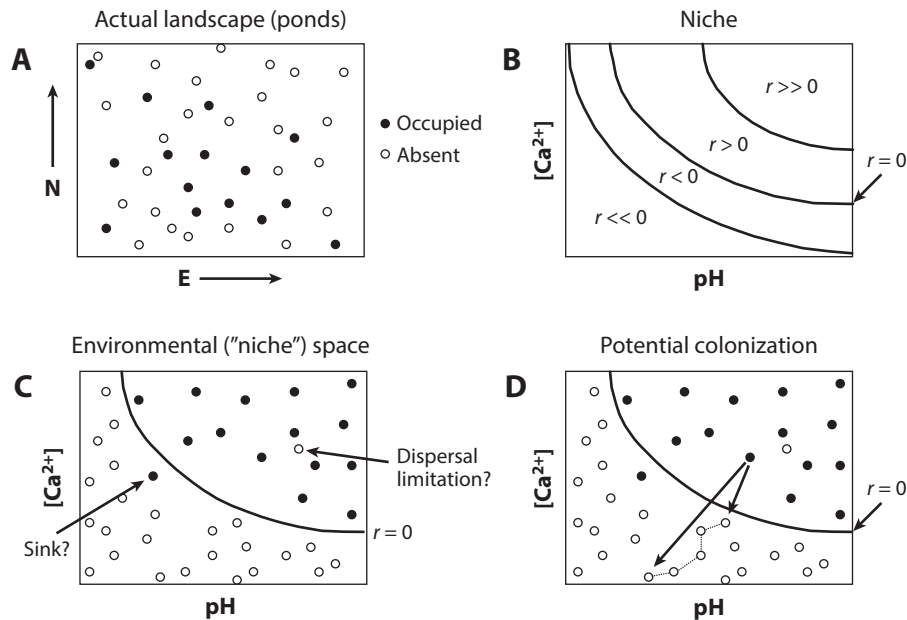 Actual landscape (ponds)
A
N
E
Occupied
Absent
Niche
B
[Ca²⁺]
r >> 0
r > 0
r < 0
r << 0
r = 0
pH
Environmental ("niche") space
C
[Ca²⁺]
Dispersal
limitation?
Sink?
r = 0
pH
Potential colonization
D
[Ca²⁺]
r = 0
pH